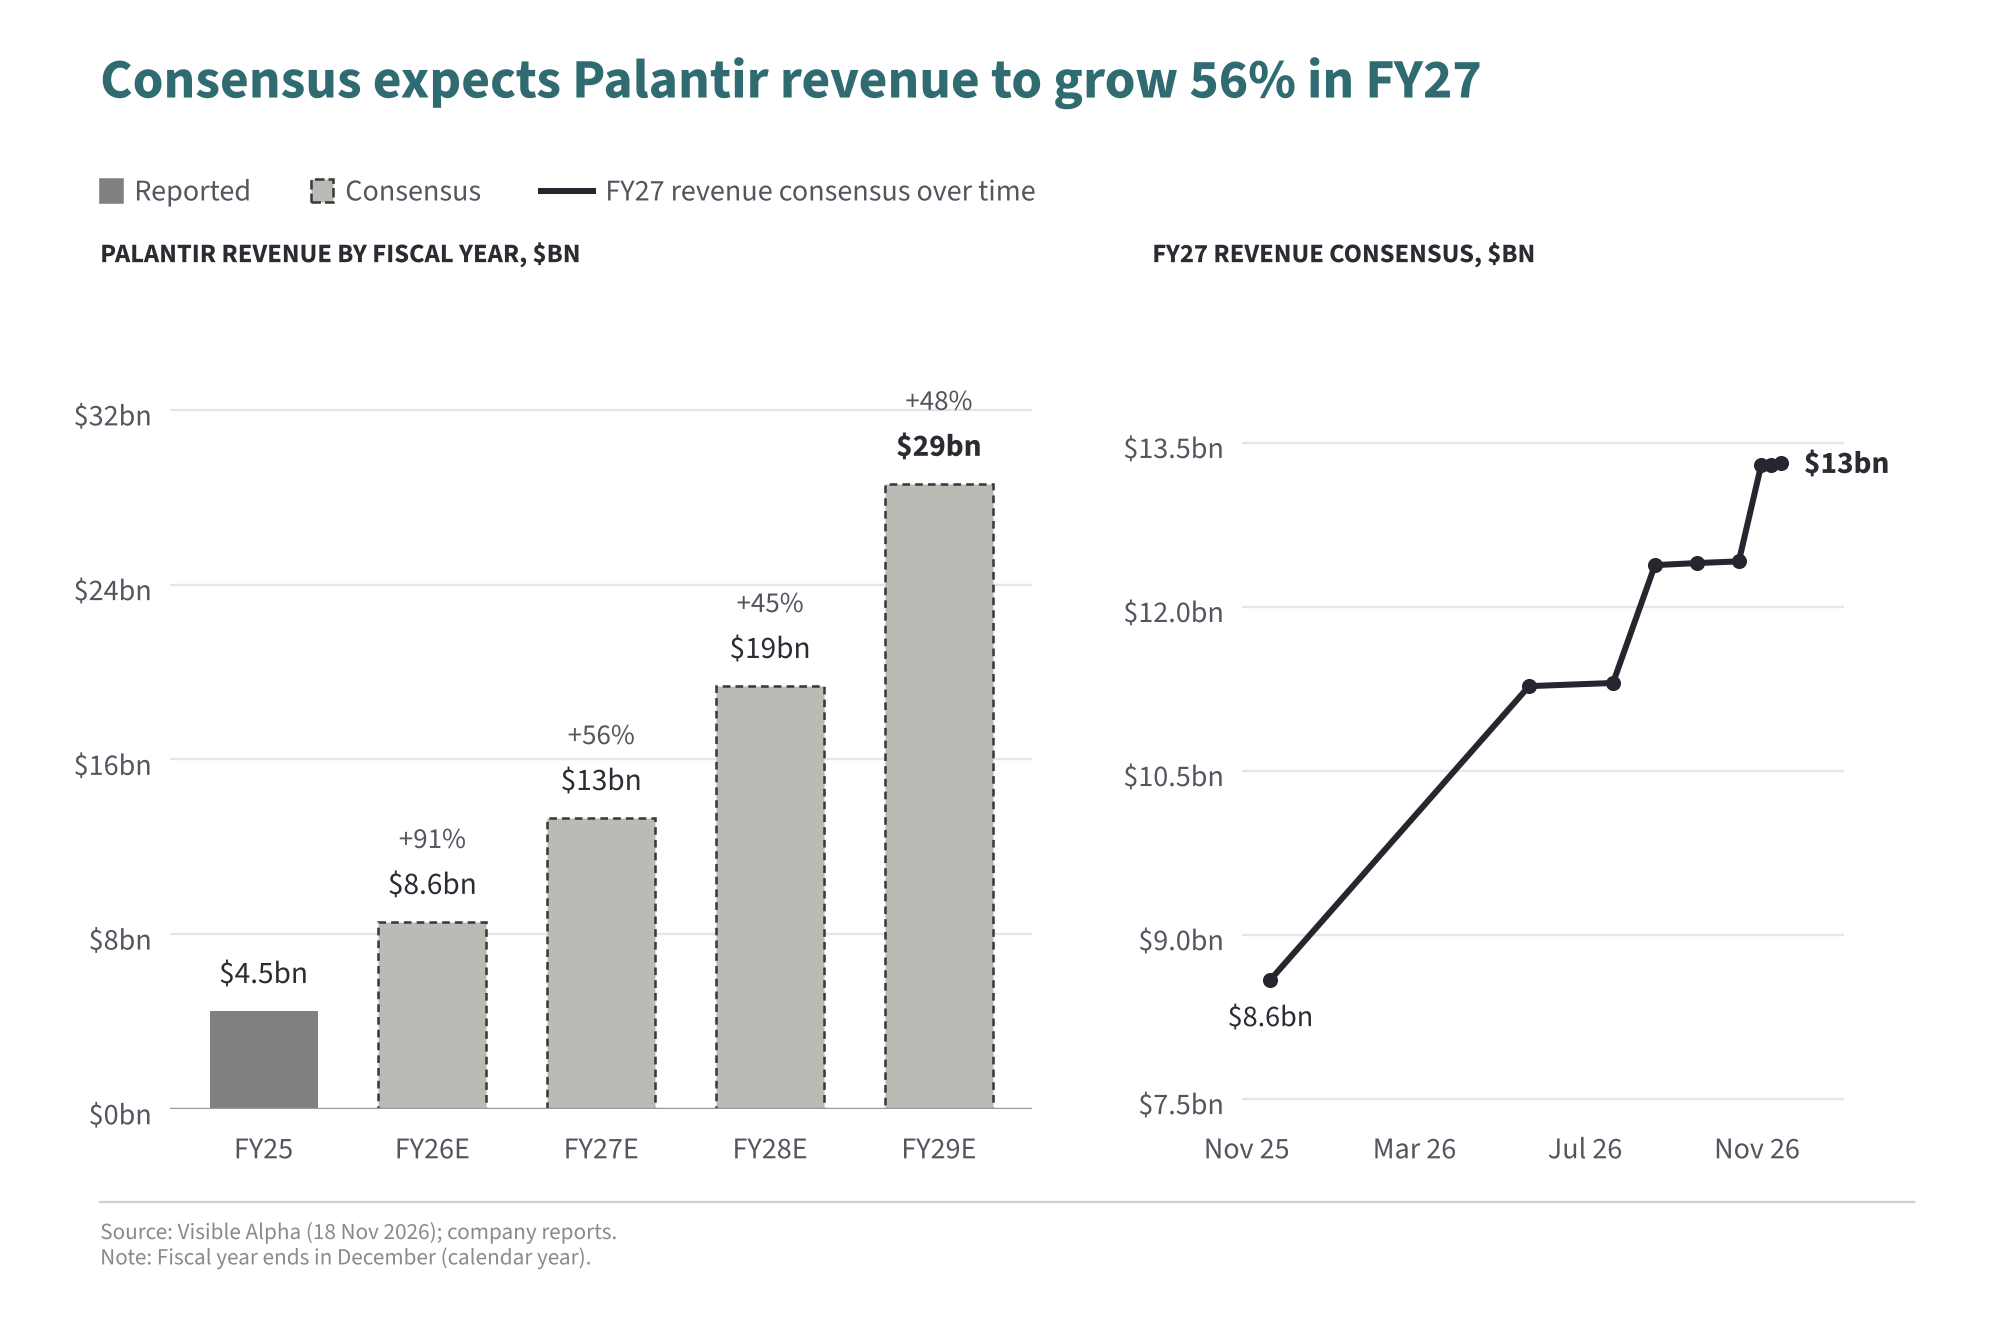 Consensus expects Palantir revenue to grow 56% in FY27
Reported
Consensus
FY27 revenue consensus over time
PALANTIR REVENUE BY FISCAL YEAR, $BN
$32bn
$24bn
$16bn
$8bn
$0bn
$4.5bn
+91%
$8.6bn
+56%
$13bn
+45%
$19bn
+48%
$29bn
FY25
FY26E
FY27E
FY28E
FY29E
FY27 REVENUE CONSENSUS, $BN
$13.5bn
$12.0bn
$10.5bn
$9.0bn
$7.5bn
$8.6bn
$13bn
Nov 25
Mar 26
Jul 26
Nov 26
Source: Visible Alpha (18 Nov 2026); company reports.
Note: Fiscal year ends in December (calendar year).